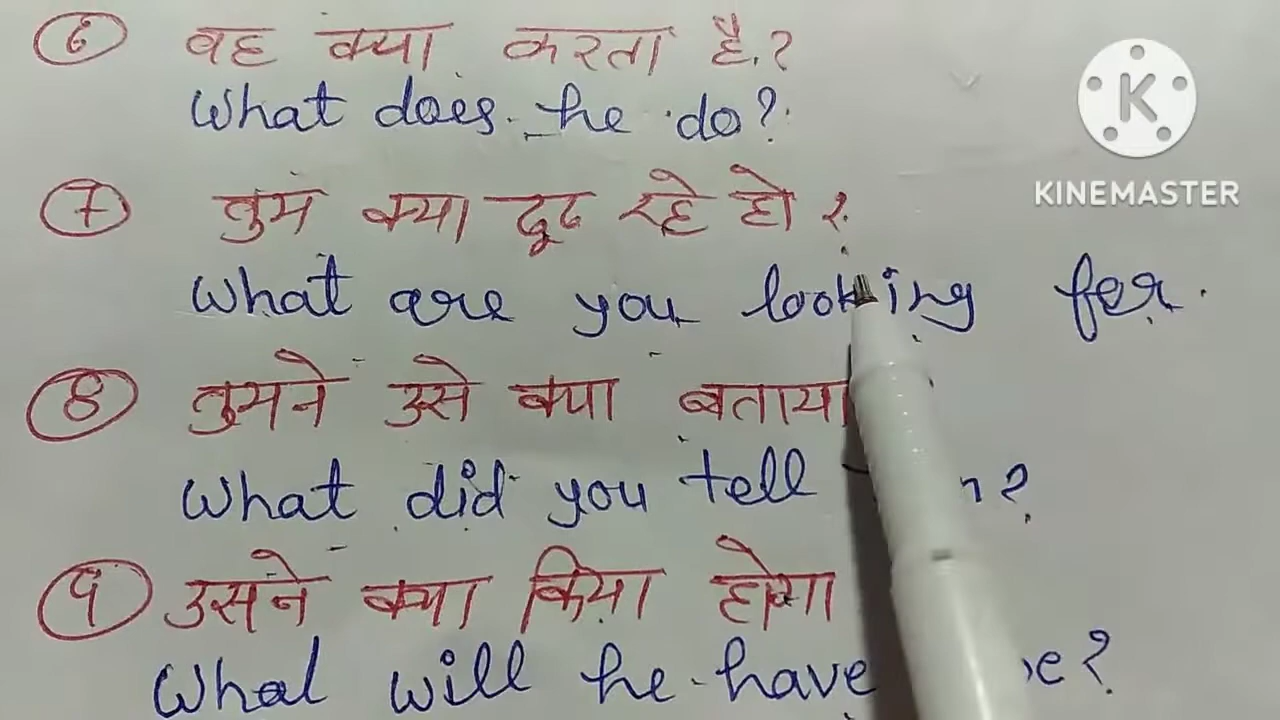 6 वह क्या करता है?
What does he do?
7 तुम क्या ढूढ रहे हो?
What are you looking for.
8 तुमने उसे क्या बताया
What did you tell ?
9 उसने क्या किया होगा
What will he have ?
K
KINEMASTER